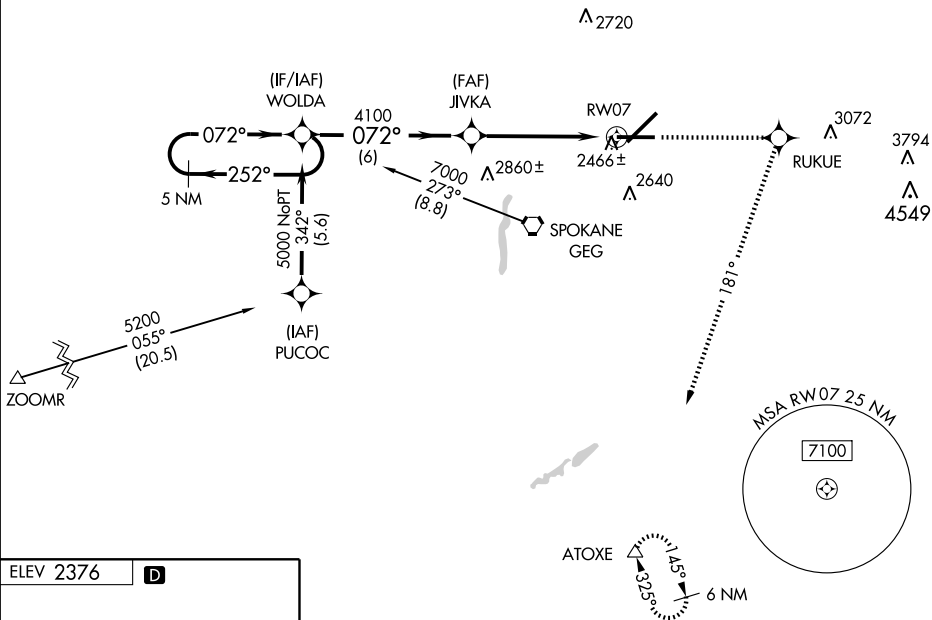 2720
(IF/IAF)
WOLDA
(FAF)
JIVKA
4100
072°
072°
(6)
RW07
3072
3794
RUKUE
2466±
2860±
7000
273°
(8.8)
252°
5 NM
2640
4549
5000 NoPT
342°
(5.6)
SPOKANE
GEG
181°
5200
055°
(20.5)
(IAF)
PUCOC
ZOOMR
MSA RW07 25 NM
7100
ATOXE
145°
325°
6 NM
ELEV 2376
D